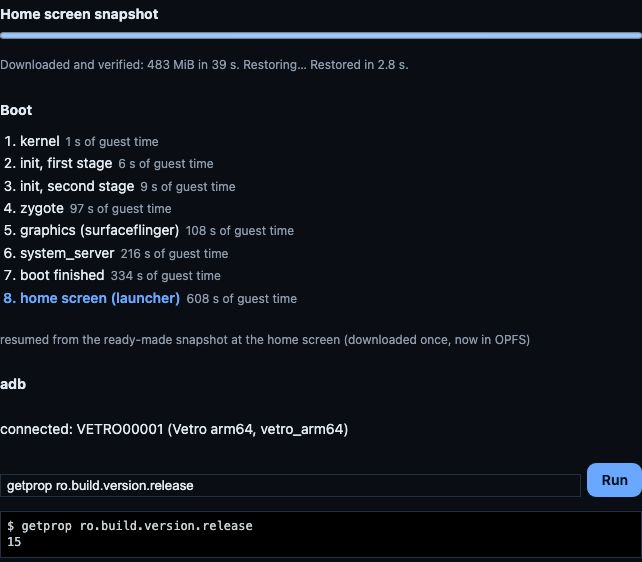 Home screen snapshot
Downloaded and verified: 483 MiB in 39 s. Restoring... Restored in 2.8 s.
Boot
1. kernel 1 s of guest time
2. init, first stage 6 s of guest time
3. init, second stage 9 s of guest time
4. zygote 97 s of guest time
5. graphics (surfaceflinger) 108 s of guest time
6. system_server 216 s of guest time
7. boot finished 334 s of guest time
8. home screen (launcher) 608 s of guest time
resumed from the ready-made snapshot at the home screen (downloaded once, now in OPFS)
adb
connected: VETRO00001 (Vetro arm64, vetro_arm64)
getprop ro.build.version.release
Run
$ getprop ro.build.version.release
15